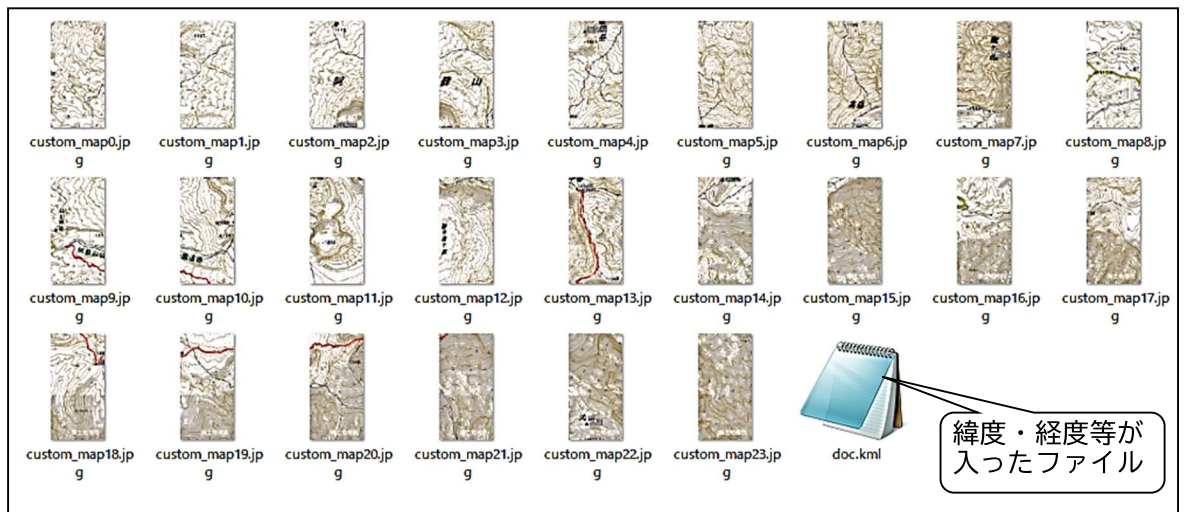 custom_map0.jp
g
custom_map1.jp
g
custom_map2.jp
g
custom_map3.jp
g
custom_map4.jp
g
custom_map5.jp
g
custom_map6.jp
g
custom_map7.jp
g
custom_map8.jp
g
custom_map9.jp
g
custom_map10.jp
g
custom_map11.jp
g
custom_map12.jp
g
custom_map13.jp
g
custom_map14.jp
g
custom_map15.jp
g
custom_map16.jp
g
custom_map17.jp
g
custom_map18.jp
g
custom_map19.jp
g
custom_map20.jp
g
custom_map21.jp
g
custom_map22.jp
g
custom_map23.jp
g
doc.kml
緯度・経度等が
入ったファイル